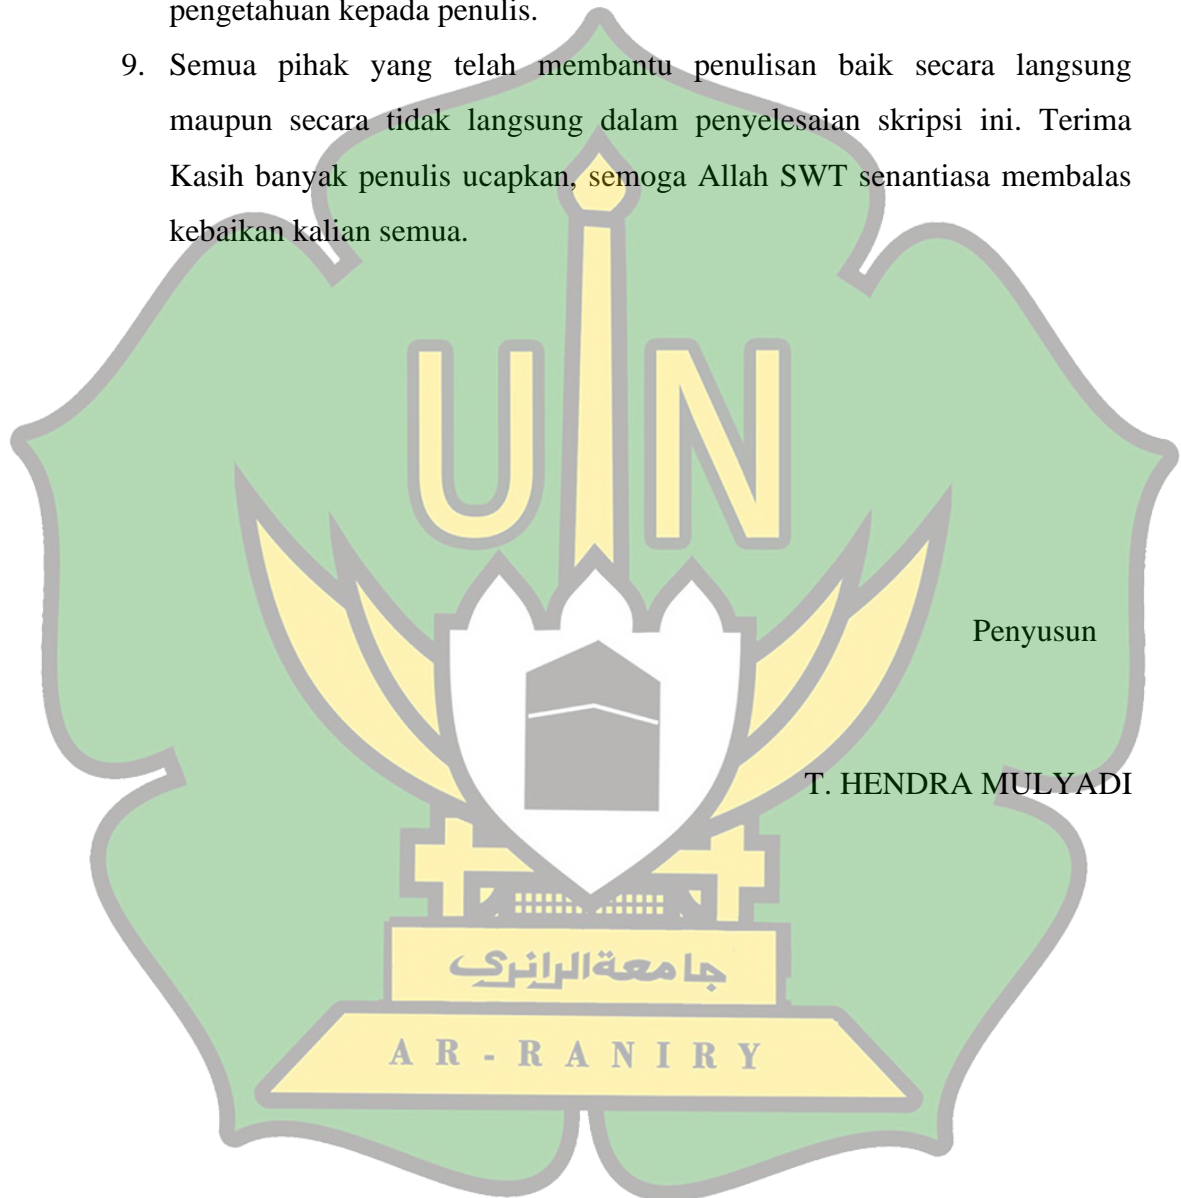 pengetahuan kepada penulis.
9. Semua pihak yang telah membantu penulisan baik secara langsung
maupun secara tidak langsung dalam penyelesaian skripsi ini. Terima
Kasih banyak penulis ucapkan, semoga Allah SWT senantiasa membalas
kebaikan kalian semua.
UIN
Penyusun
T. HENDRA MULYADI
جامعةالرانري
AR-RANIRY